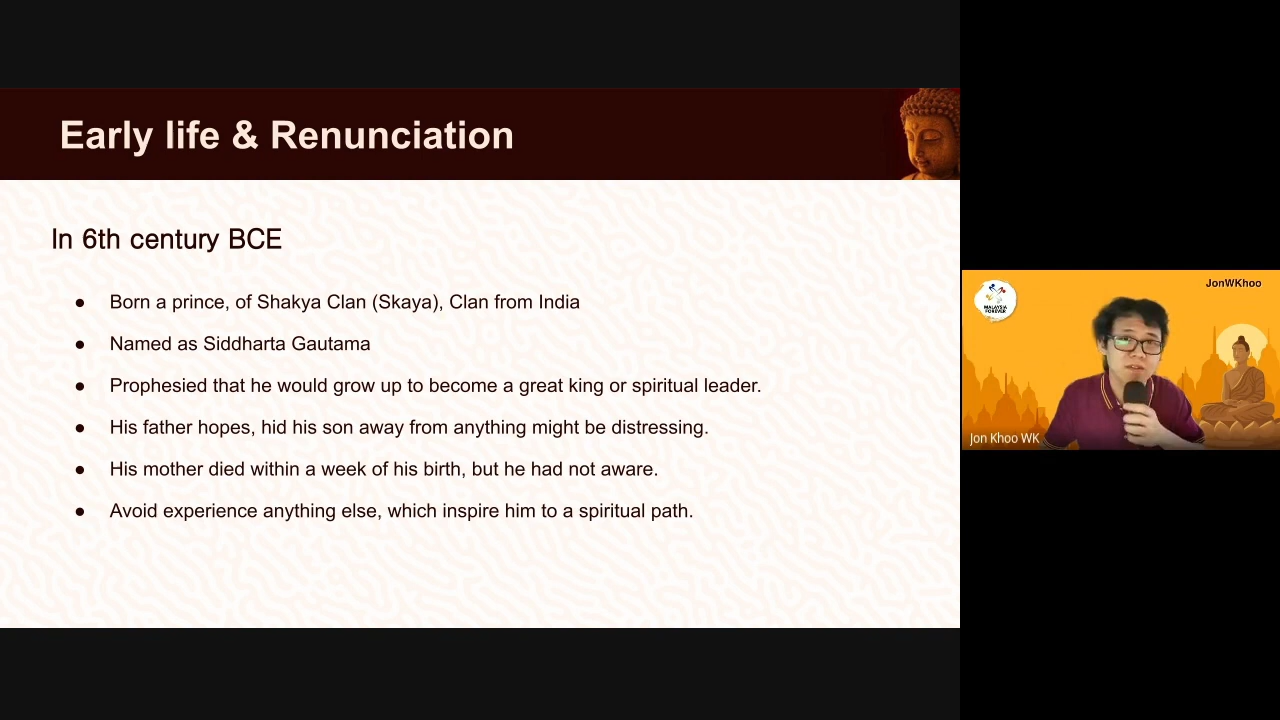 Early life & Renunciation
In 6th century BCE
● Born a prince, of Shakya Clan (Skaya), Clan from India
● Named as Siddharta Gautama
● Prophesied that he would grow up to become a great king or spiritual leader.
● His father hopes, hid his son away from anything might be distressing.
● His mother died within a week of his birth, but he had not aware.
● Avoid experience anything else, which inspire him to a spiritual path.
JonWKhoo
MALAYSIA
FOREVER
Jon Khoo WK